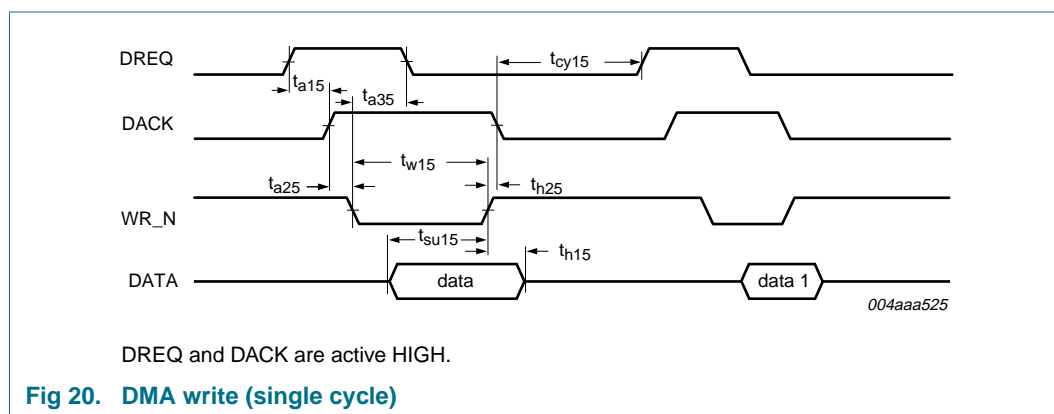 DREQ
t_cy15
t_a15
t_a35
DACK
t_w15
t_a25
t_h25
WR_N
t_su15
t_h15
DATA
data
data 1
004aaa525
DREQ and DACK are active HIGH.
Fig 20. DMA write (single cycle)